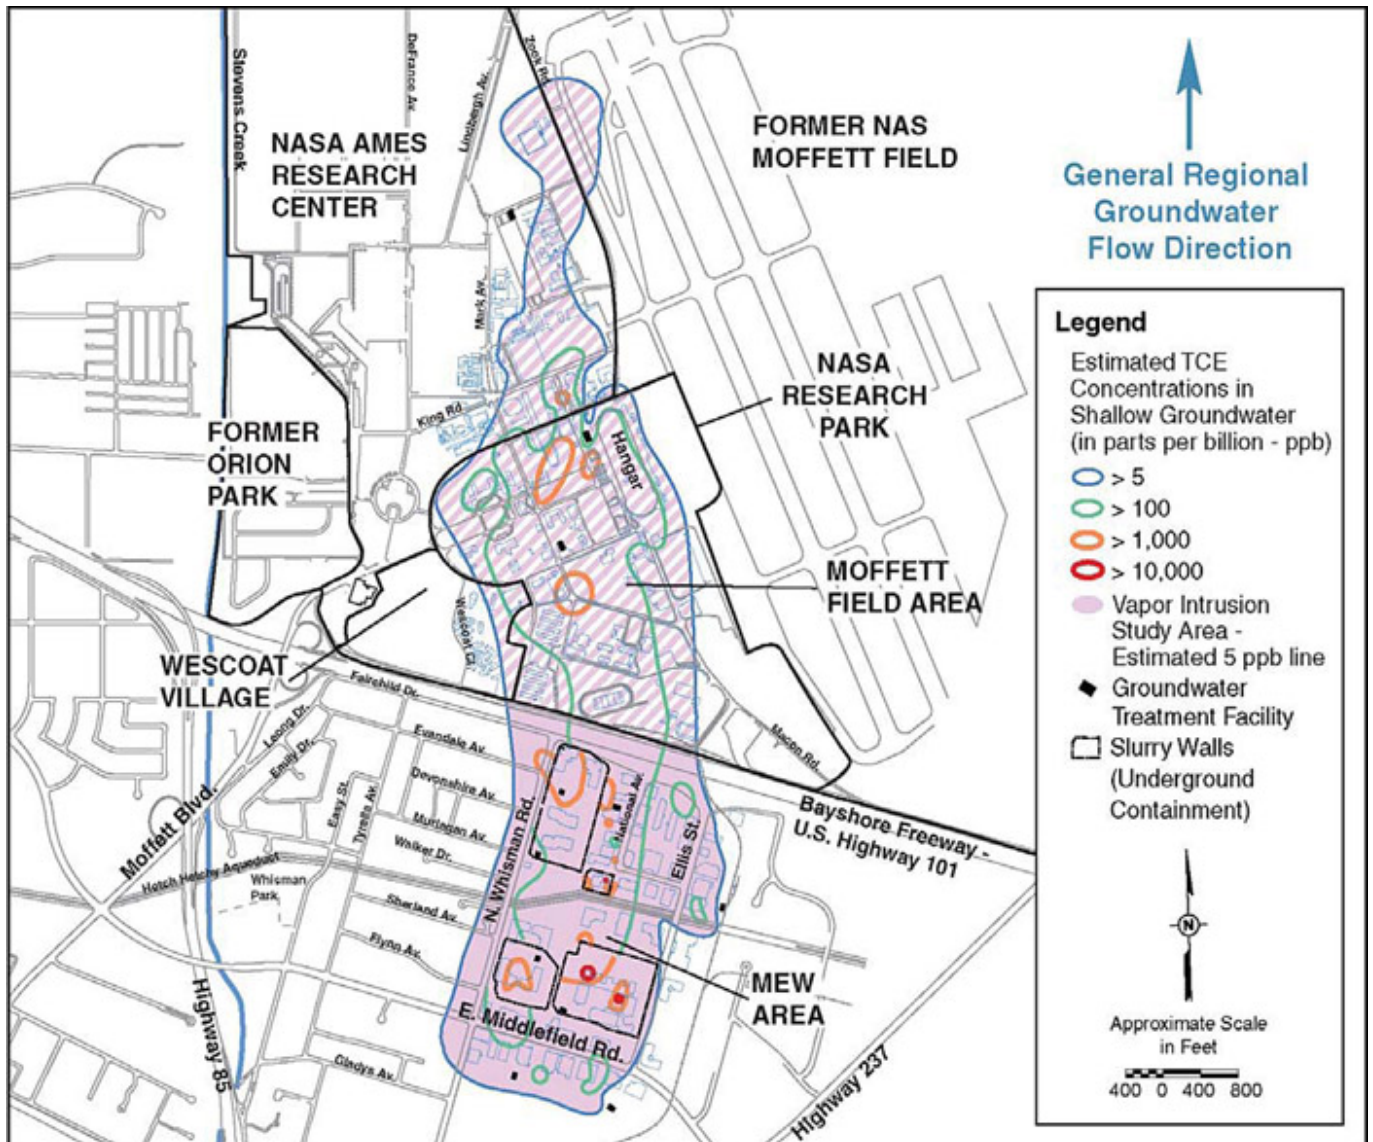 Stevens Creek
DeFrance Av.
Lindbergh Av.
Zook Rd.
NASA AMES
RESEARCH
CENTER
FORMER NAS
MOFFETT FIELD
General Regional
Groundwater
Flow Direction
Mark Av.
King Rd.
FORMER
ORION
PARK
NASA
RESEARCH
PARK
Hangar
MOFFETT
FIELD AREA
WESCOAT
VILLAGE
Wescoat Ct.
Fairchild Dr.
Macon Rd.
Leong Dr.
Emily Dr.
Evandale Av.
Devonshire Av.
Easy St.
Tyrella Av.
Walker Dr.
Moffett Blvd.
Hetch Hetchy Aqueduct
Whisman
Park
Sherland Av.
Flynn Av.
N. Whisman Rd.
National Av.
Ellis St.
Bayshore Freeway -
U.S. Highway 101
MEW
AREA
E. Middlefield Rd.
Gladys Av.
Highway 85
Highway 237
Legend
Estimated TCE
Concentrations in
Shallow Groundwater
(in parts per billion - ppb)
> 5
> 100
> 1,000
> 10,000
Vapor Intrusion
Study Area -
Estimated 5 ppb line
Groundwater
Treatment Facility
Slurry Walls
(Underground
Containment)
N
Approximate Scale
in Feet
400 0 400 800